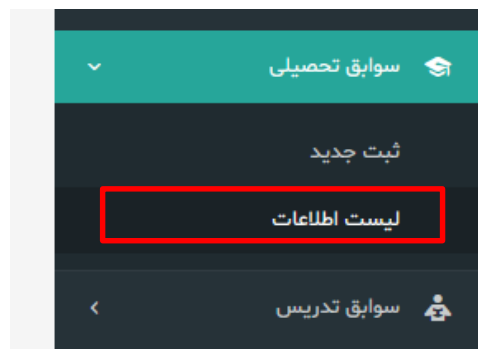 سوابق تحصیلی
ثبت جدید
لیست اطلاعات
سوابق تدریس